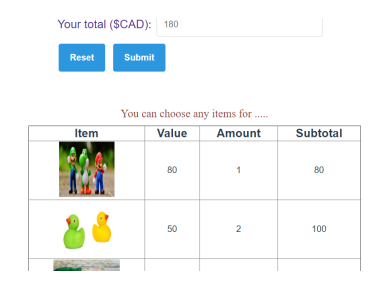 Your total ($CAD): 180
Reset Submit
You can choose any items for .....
Item Value Amount Subtotal
80 1 80
50 2 100